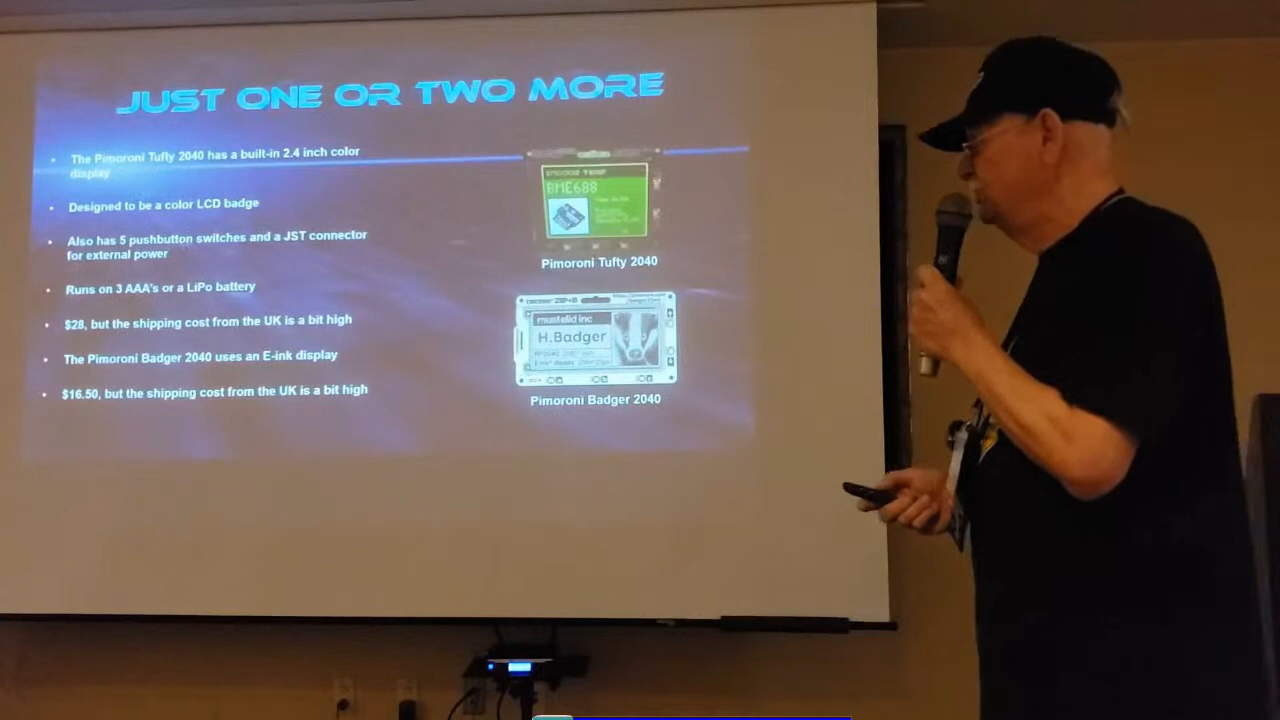 JUST ONE OR TWO MORE
The Pimoroni Tufty 2040 has a built-in 2.4 inch color
display
Designed to be a color LCD badge
Also has 5 pushbutton switches and a JST connector
for external power
Runs on 3 AAA's or a LiPo battery
$28, but the shipping cost from the UK is a bit high
The Pimoroni Badger 2040 uses an E-ink display
$16.50, but the shipping cost from the UK is a bit high
BME688
Pimoroni Tufty 2040
mustelid inc
H.Badger
Pimoroni Badger 2040